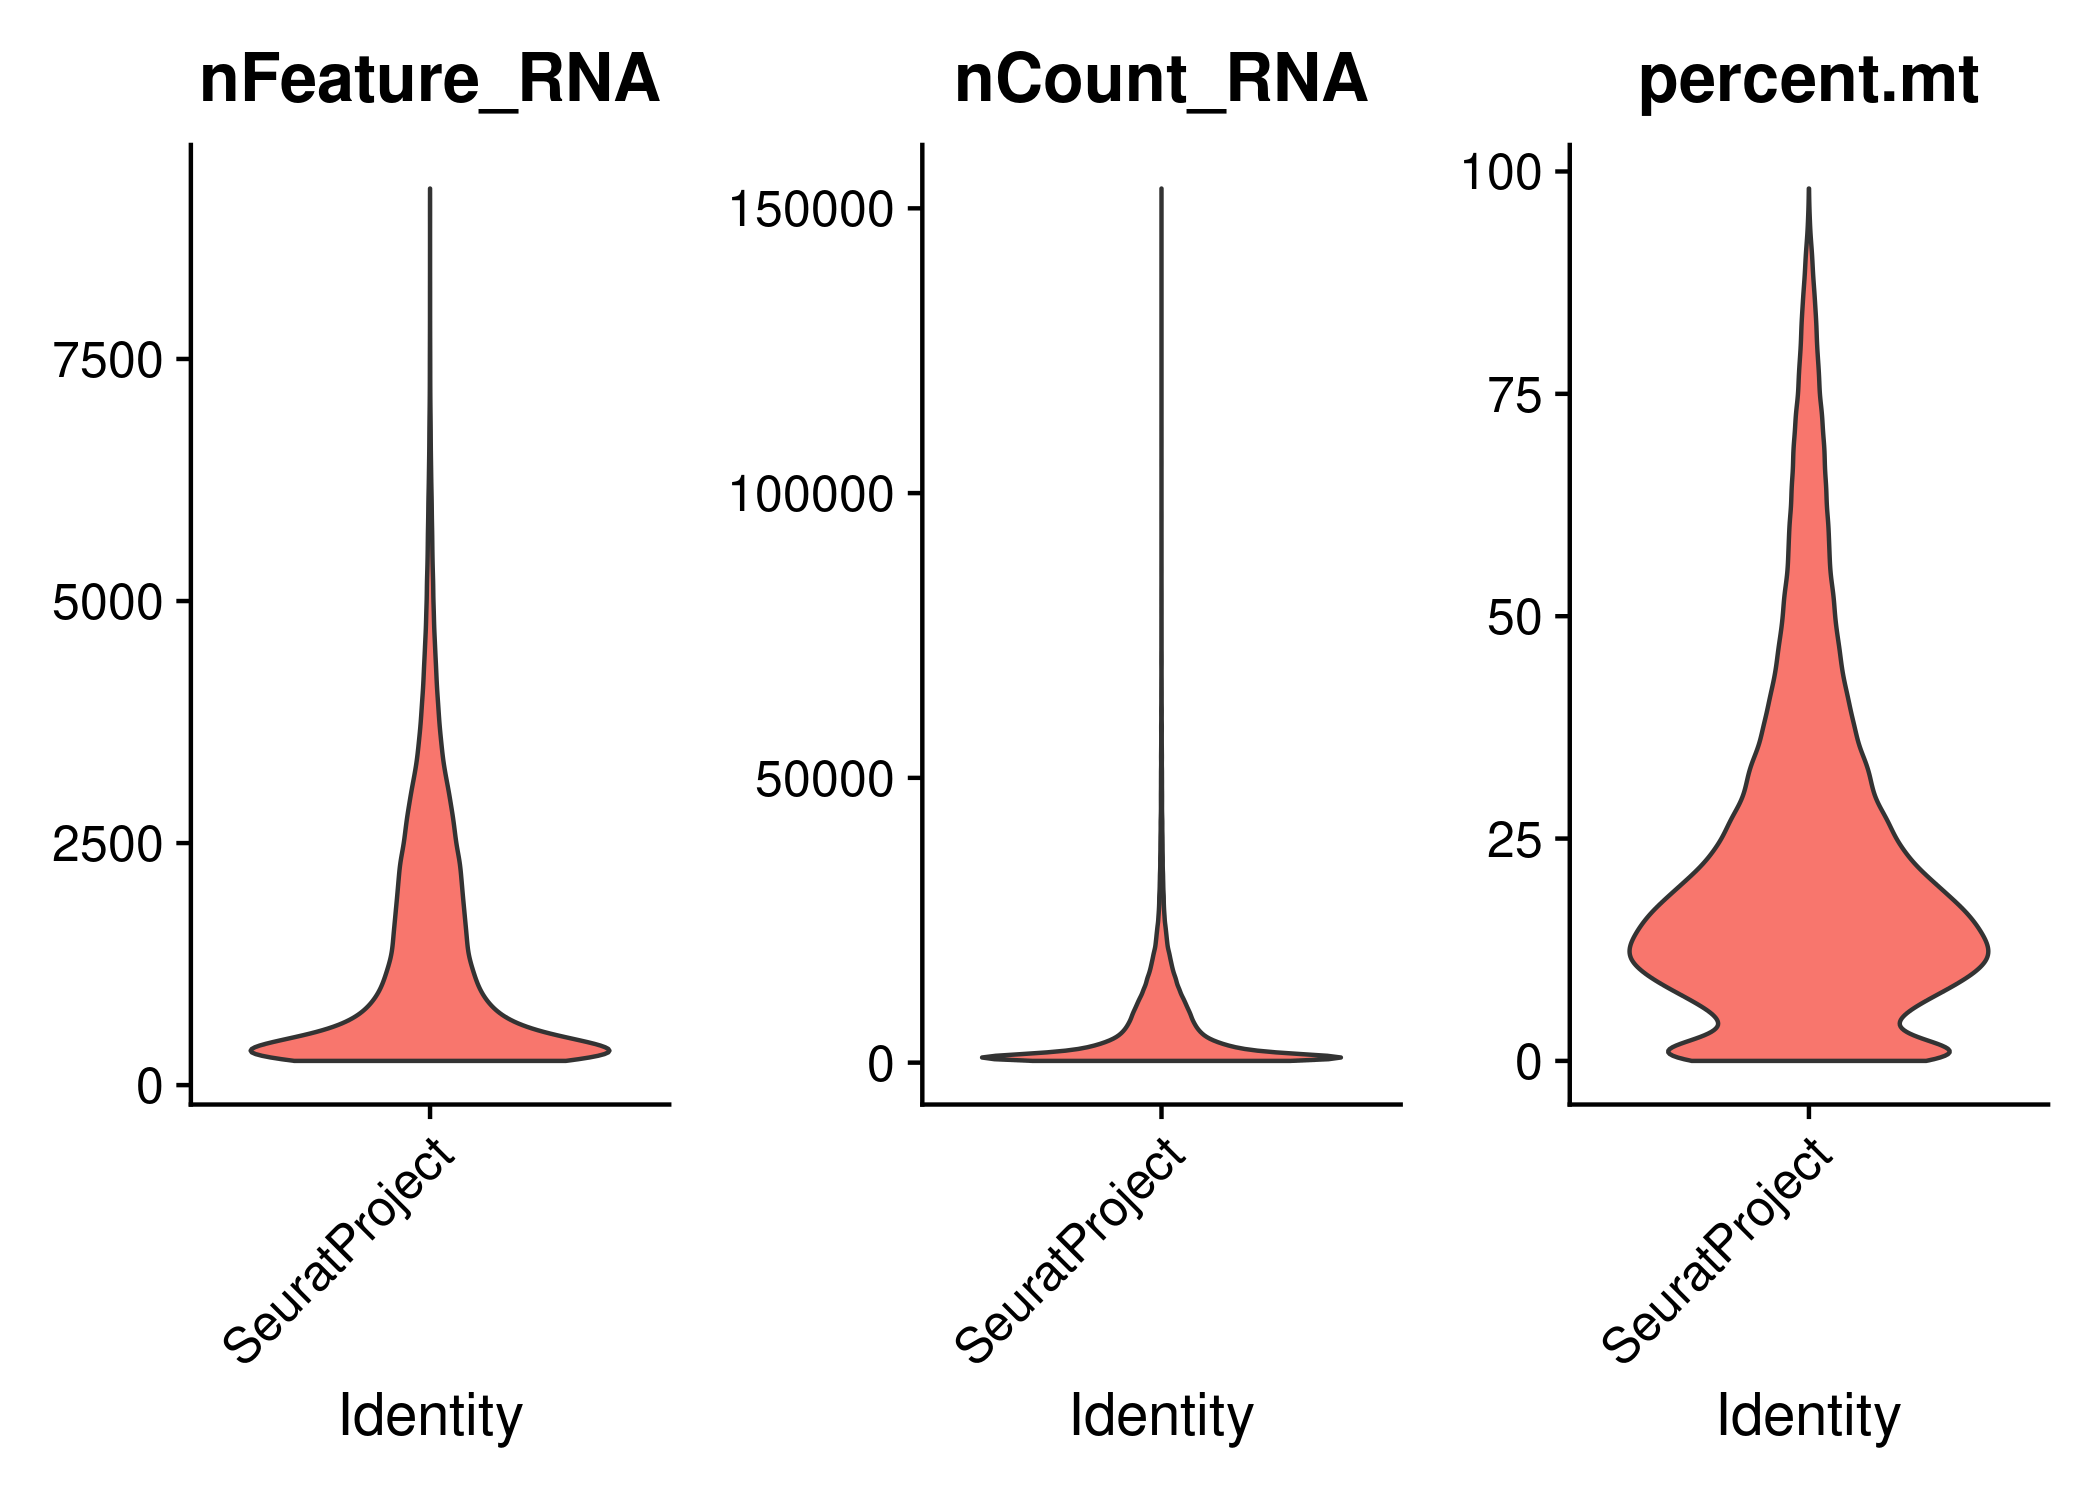 nFeature_RNA
7500
5000
2500
0
SeuratProject
Identity
nCount_RNA
150000
100000
50000
0
SeuratProject
Identity
percent.mt
100
75
50
25
0
SeuratProject
Identity